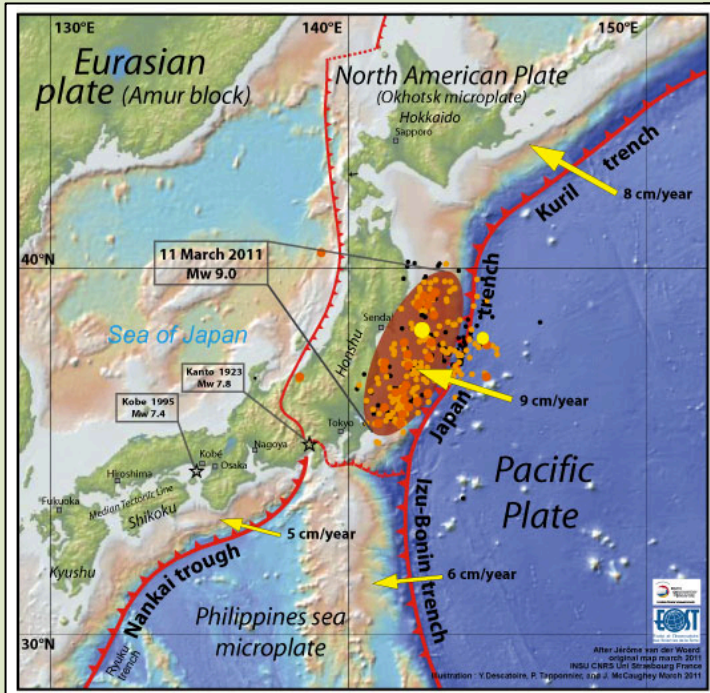 130°E
140°E
150°E
Eurasian
plate (Amur block)
North American Plate
(Okhotsk microplate)
Hokkaido
Sapporo
8 cm/year
Kuril trench
11 March 2011
Mw 9.0
40°N
Sendai
Honshu
Sea of Japan
Japan trench
9 cm/year
Kanto 1923
Mw 7.8
Kobe 1995
Mw 7.4
Tokyo
Nagoya
Kobé
Osaka
Hiroshima
Median Tectonic Line
Shikoku
Fukuoka
Kyushu
Pacific
Plate
5 cm/year
6 cm/year
Nankai trough
Izu-Bonin trench
Philippines sea
microplate
30°N
Ryuku
trench
EOST
After Jérôme van der Woerd
original map march 2011
INSU CNRS Uni Strasbourg France
Illustration : Y.Descatoire, P. Tapponnier, and J. McCaughey March 2011